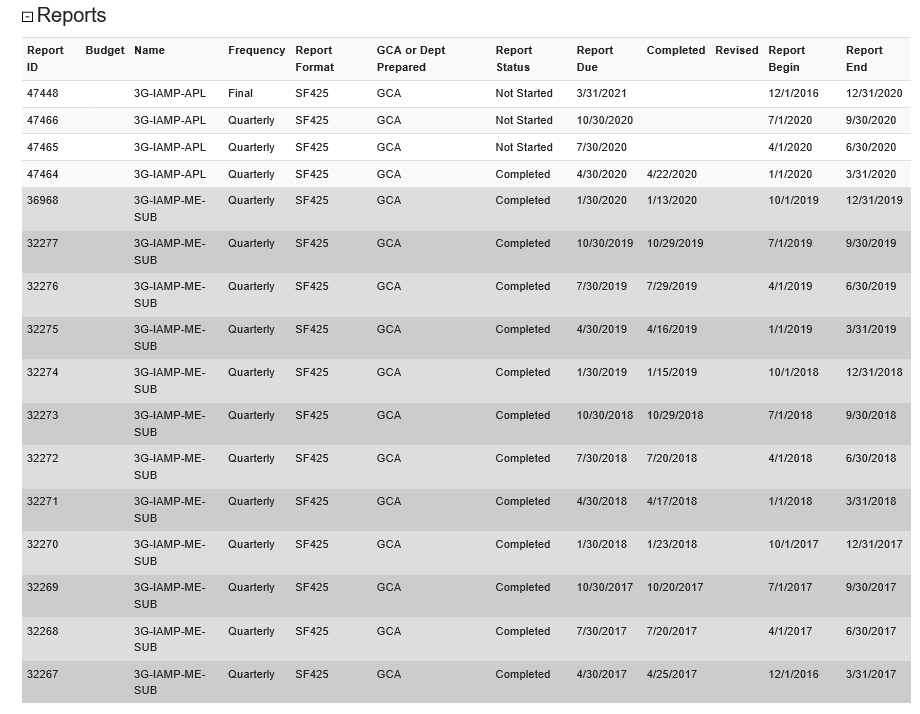 Reports
Report ID Budget Name Frequency Report Format GCA or Dept Prepared Report Status Report Due Completed Revised Report Begin Report End
47448 3G-IAMP-APL Final SF425 GCA Not Started 3/31/2021 12/1/2016 12/31/2020
47466 3G-IAMP-APL Quarterly SF425 GCA Not Started 10/30/2020 7/1/2020 9/30/2020
47465 3G-IAMP-APL Quarterly SF425 GCA Not Started 7/30/2020 4/1/2020 6/30/2020
47464 3G-IAMP-APL Quarterly SF425 GCA Completed 4/30/2020 4/22/2020 1/1/2020 3/31/2020
36968 3G-IAMP-ME-SUB Quarterly SF425 GCA Completed 1/30/2020 1/13/2020 10/1/2019 12/31/2019
32277 3G-IAMP-ME-SUB Quarterly SF425 GCA Completed 10/30/2019 10/29/2019 7/1/2019 9/30/2019
32276 3G-IAMP-ME-SUB Quarterly SF425 GCA Completed 7/30/2019 7/29/2019 4/1/2019 6/30/2019
32275 3G-IAMP-ME-SUB Quarterly SF425 GCA Completed 4/30/2019 4/16/2019 1/1/2019 3/31/2019
32274 3G-IAMP-ME-SUB Quarterly SF425 GCA Completed 1/30/2019 1/15/2019 10/1/2018 12/31/2018
32273 3G-IAMP-ME-SUB Quarterly SF425 GCA Completed 10/30/2018 10/29/2018 7/1/2018 9/30/2018
32272 3G-IAMP-ME-SUB Quarterly SF425 GCA Completed 7/30/2018 7/20/2018 4/1/2018 6/30/2018
32271 3G-IAMP-ME-SUB Quarterly SF425 GCA Completed 4/30/2018 4/17/2018 1/1/2018 3/31/2018
32270 3G-IAMP-ME-SUB Quarterly SF425 GCA Completed 1/30/2018 1/23/2018 10/1/2017 12/31/2017
32269 3G-IAMP-ME-SUB Quarterly SF425 GCA Completed 10/30/2017 10/20/2017 7/1/2017 9/30/2017
32268 3G-IAMP-ME-SUB Quarterly SF425 GCA Completed 7/30/2017 7/20/2017 4/1/2017 6/30/2017
32267 3G-IAMP-ME-SUB Quarterly SF425 GCA Completed 4/30/2017 4/25/2017 12/1/2016 3/31/2017